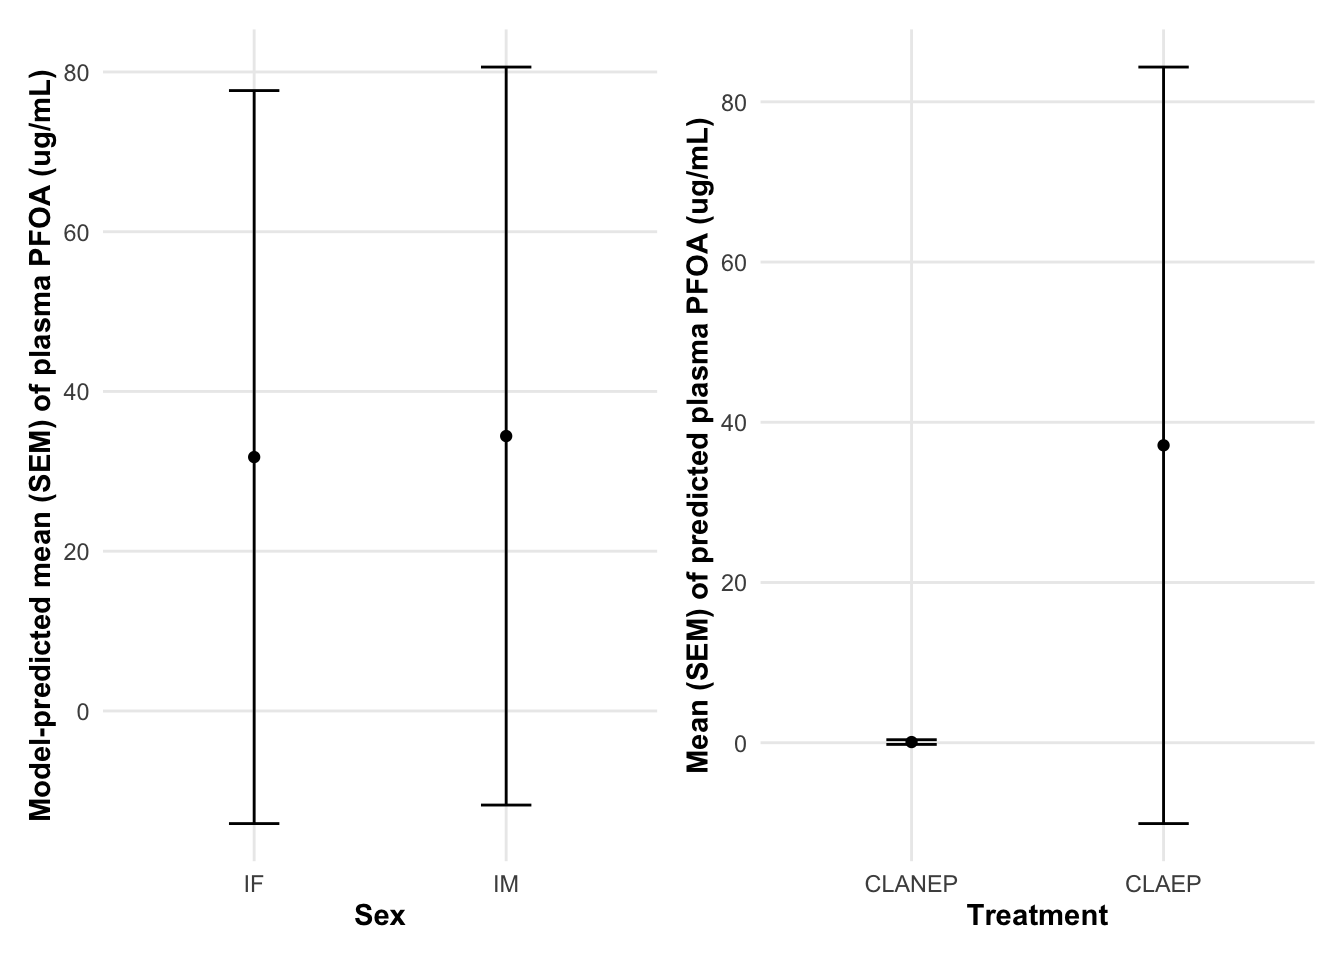 Model-predicted mean (SEM) of plasma PFOA (ug/mL)
80
60
40
20
0
IF
IM
Sex
Mean (SEM) of predicted plasma PFOA (ug/mL)
80
60
40
20
0
CLANEP
CLAEP
Treatment